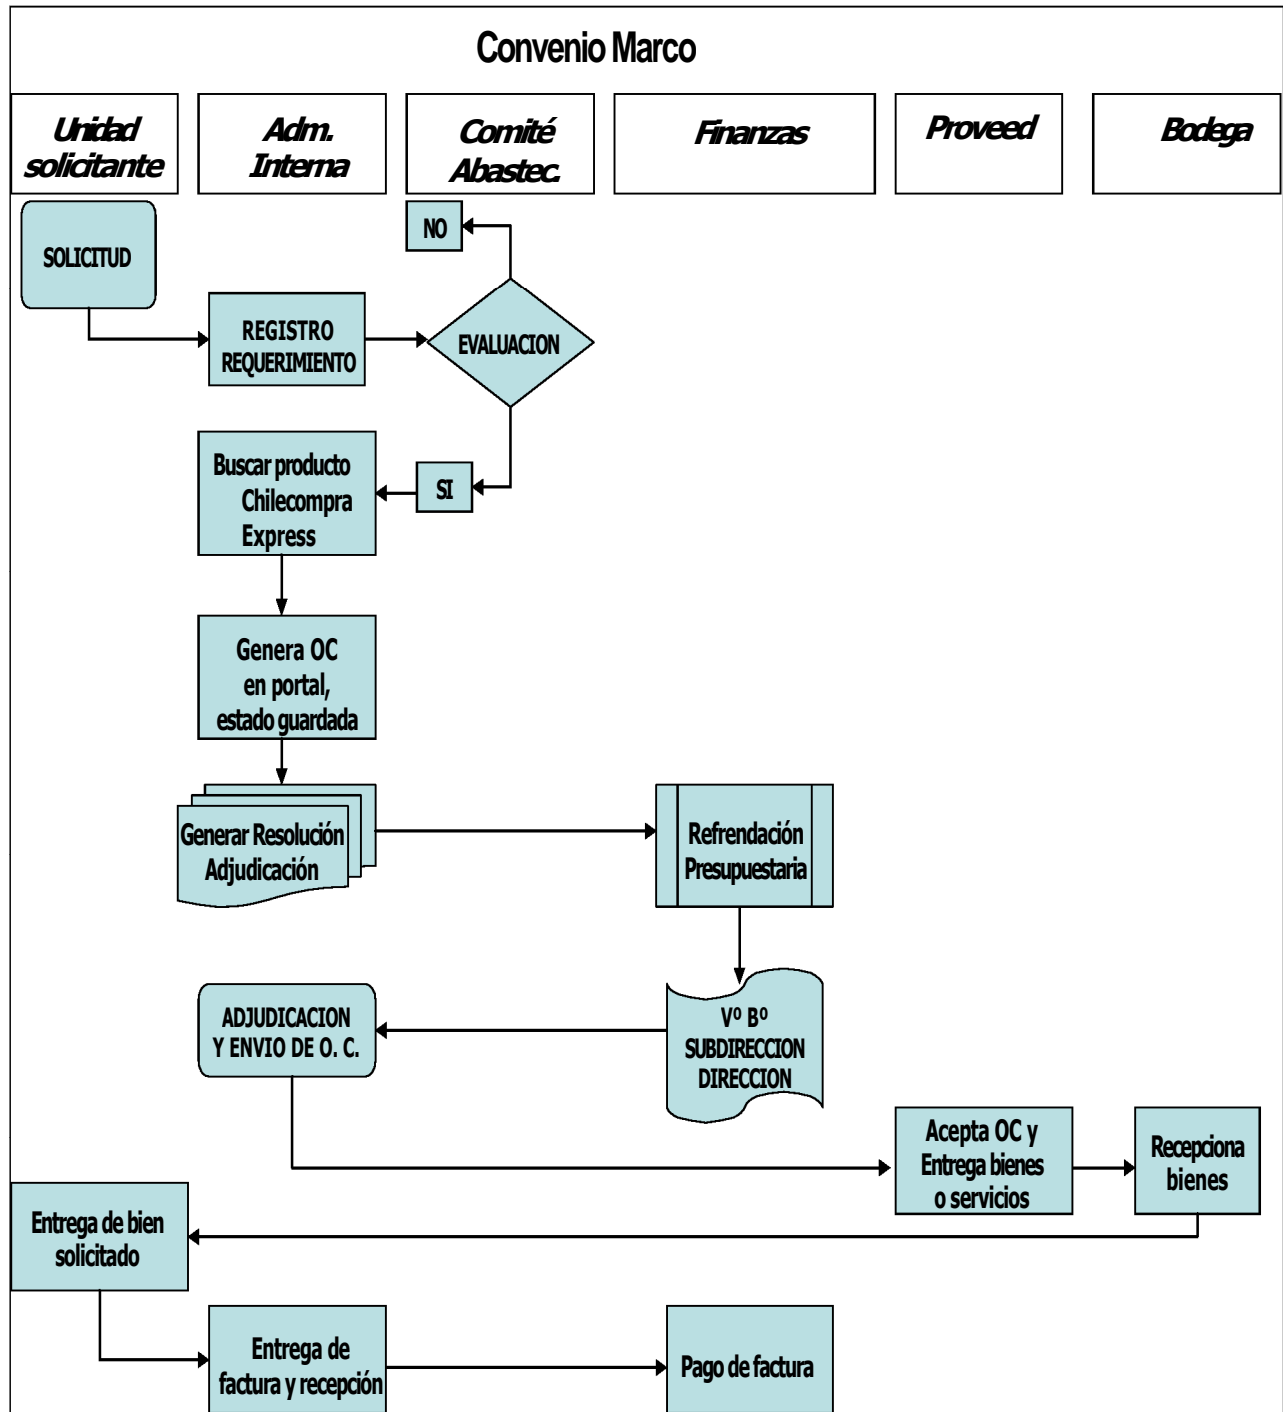 Convenio Marco
Unidad
solicitante
Adm.
Interna
Comité
Abastec.
Finanzas
Proveed
Bodega
SOLICITUD
NO
REGISTRO
REQUERIMIENTO
EVALUACION
Buscar producto
Chilecompra
Express
SI
Genera OC
en portal,
estado guardada
Generar Resolución
Adjudicación
Refrendación
Presupuestaria
ADJUDICACION
Y ENVIO DE O. C.
Vº Bº
SUBDIRECCION
DIRECCION
Acepta OC y
Entrega bienes
o servicios
Recepciona
bienes
Entrega de bien
solicitado
Entrega de
factura y recepción
Pago de factura